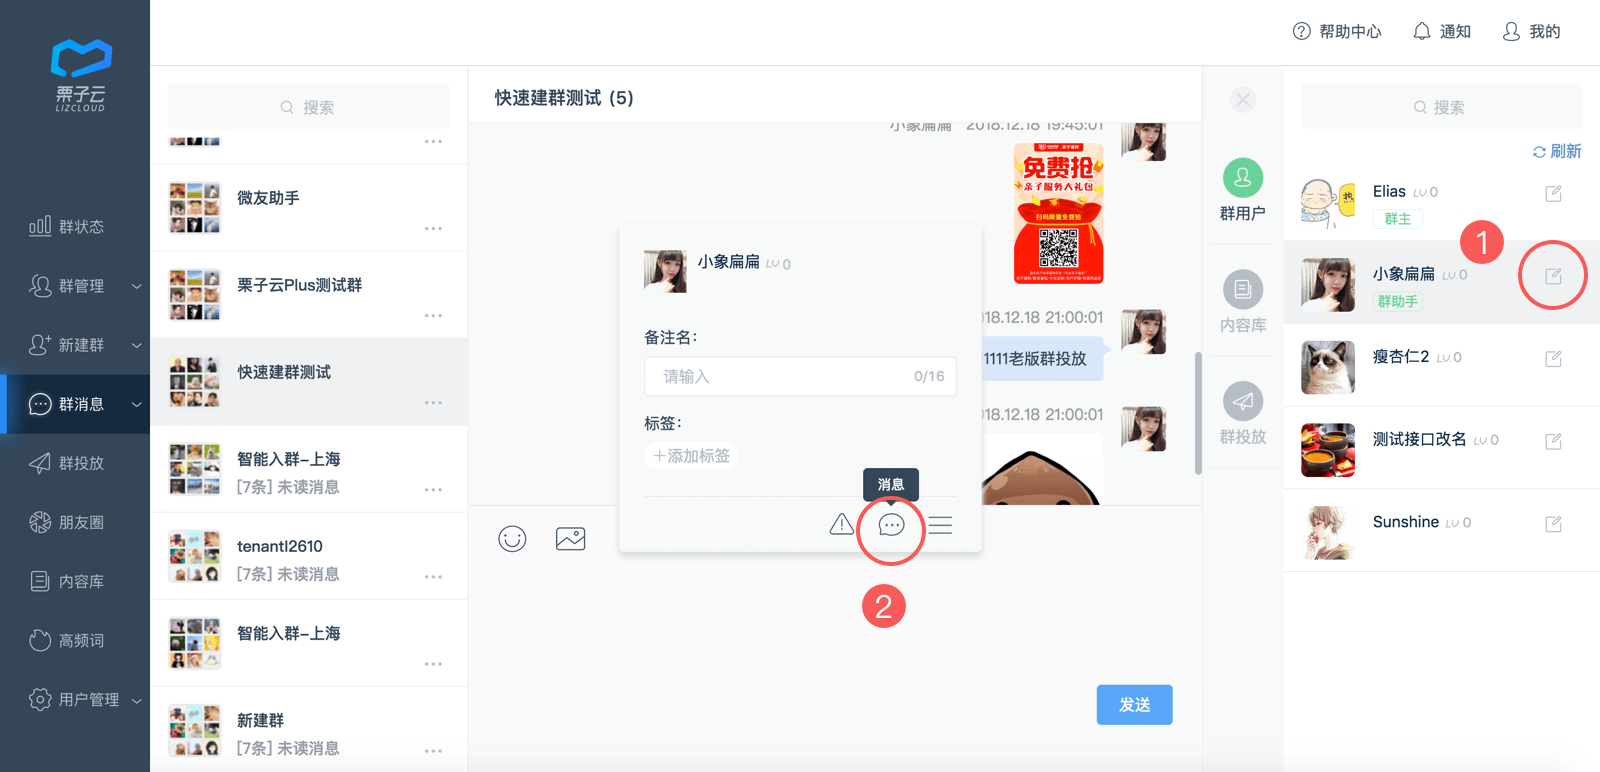 栗子云
LIZCLOUD
群状态
群管理
新建群
群消息
群投放
朋友圈
内容库
高频词
用户管理
帮助中心
通知
我的
搜索
微友助手
栗子云Plus测试群
快速建群测试
智能入群-上海
[7条] 未读消息
tenantl2610
[7条] 未读消息
智能入群-上海
新建群
[7条] 未读消息
快速建群测试 (5)
小象扁扁 2018.12.18 19:45:01
免费抢
亲子服务大礼包
扫码限量免费抢
18.12.18 21:00:01
1111老版群投放
18.12.18 21:00:01
小象扁扁 LV.0
备注名:
请输入 0/16
标签:
+添加标签
消息
2
发送
群用户
内容库
群投放
搜索
刷新
Elias LV.0
群主
1
小象扁扁 LV.0
群助手
瘦杏仁2 LV.0
测试接口改名 LV.0
Sunshine LV.0
热